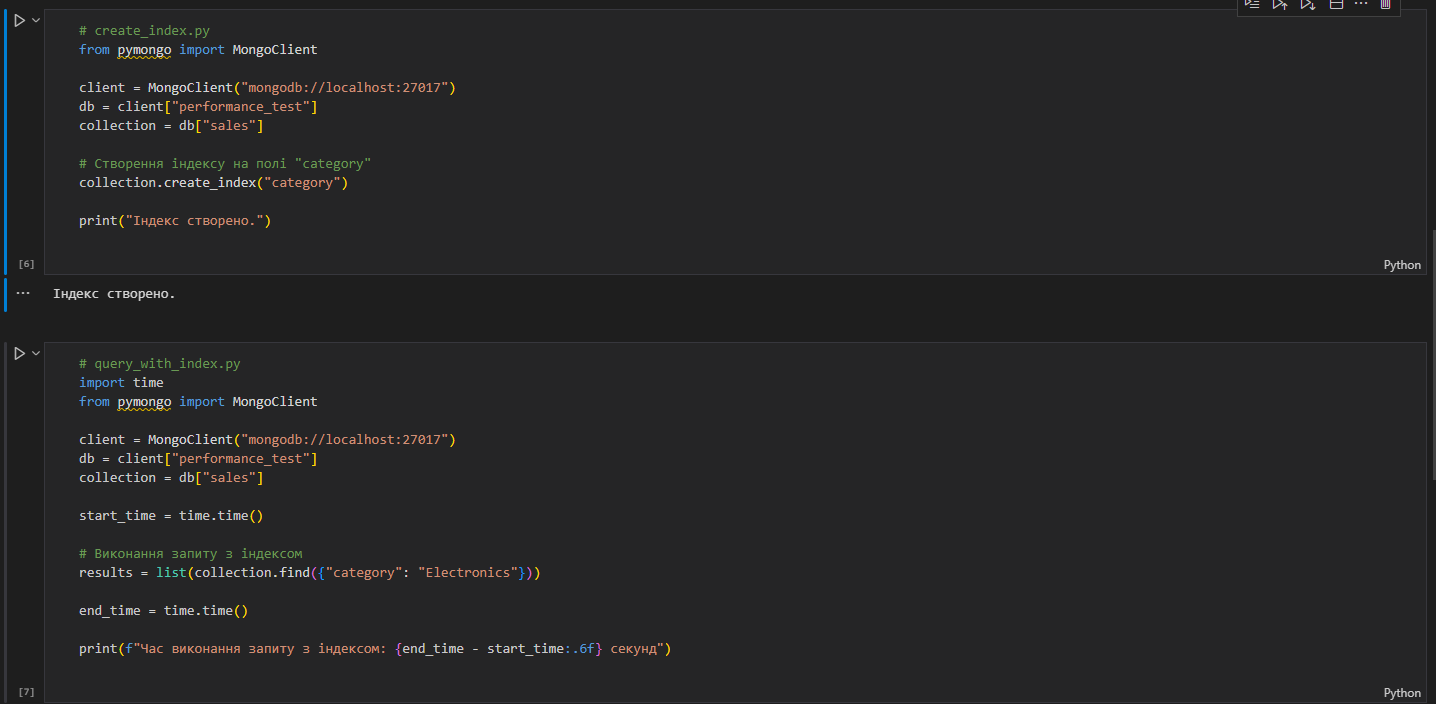 # create_index.py
from pymongo import MongoClient
client = MongoClient("mongodb://localhost:27017")
db = client["performance_test"]
collection = db["sales"]
# Створення індексу на полі "category"
collection.create_index("category")
print("Індекс створено.")
[6]
Python
Індекс створено.
# query_with_index.py
import time
from pymongo import MongoClient
client = MongoClient("mongodb://localhost:27017")
db = client["performance_test"]
collection = db["sales"]
start_time = time.time()
# Виконання запиту з індексом
results = list(collection.find({"category": "Electronics"}))
end_time = time.time()
print(f"Час виконання запиту з індексом: {end_time - start_time:.6f} секунд")
[7]
Python